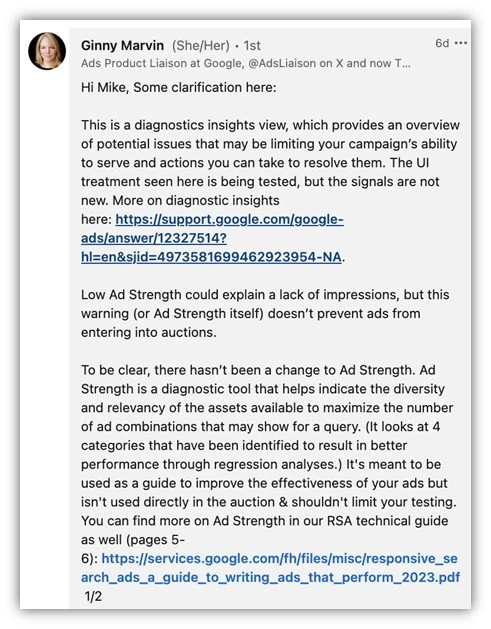 Ginny Marvin (She/Her) • 1st
6d •••
Ads Product Liaison at Google, @AdsLiaison on X and now T...
Hi Mike, Some clarification here:
This is a diagnostics insights view, which provides an overview
of potential issues that may be limiting your campaign’s ability
to serve and actions you can take to resolve them. The UI
treatment seen here is being tested, but the signals are not
new. More on diagnostic insights
here: https://support.google.com/google-
ads/answer/12327514?
hl=en&sjid=4973581699462923954-NA.
Low Ad Strength could explain a lack of impressions, but this
warning (or Ad Strength itself) doesn’t prevent ads from
entering into auctions.
To be clear, there hasn’t been a change to Ad Strength. Ad
Strength is a diagnostic tool that helps indicate the diversity
and relevancy of the assets available to maximize the number
of ad combinations that may show for a query. (It looks at 4
categories that have been identified to result in better
performance through regression analyses.) It's meant to be
used as a guide to improve the effectiveness of your ads but
isn't used directly in the auction & shouldn't limit your testing.
You can find more on Ad Strength in our RSA technical guide
as well (pages 5-
6): https://services.google.com/fh/files/misc/responsive_se
arch_ads_a_guide_to_writing_ads_that_perform_2023.pdf
1/2